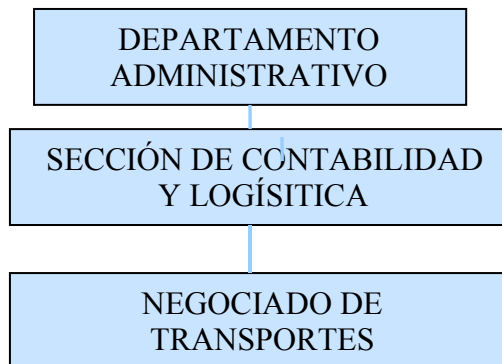 DEPARTAMENTO
ADMINISTRATIVO
SECCIÓN DE CONTABILIDAD
Y LOGÍSITICA
NEGOCIADO DE
TRANSPORTES